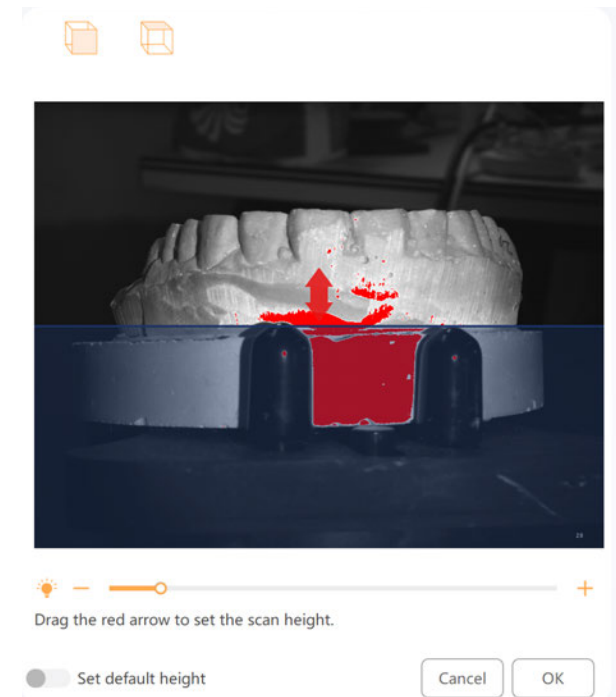 Drag the red arrow to set the scan height.
Set default height
Cancel
OK